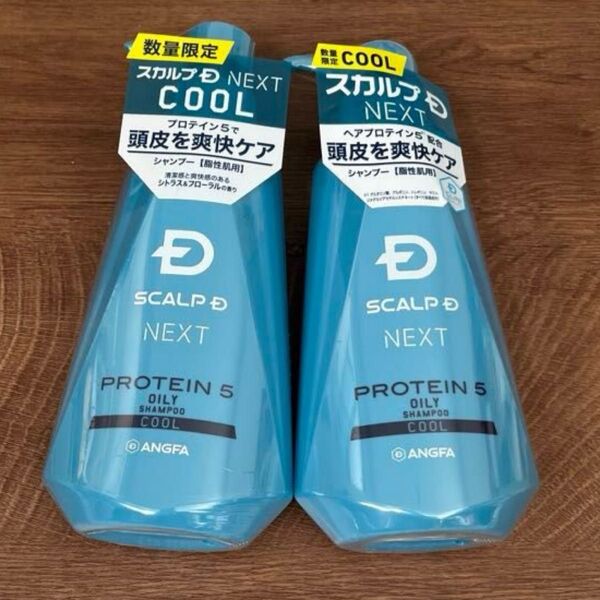 数量限定
スカルプD NEXT
COOL
プロテイン5で
頭皮を爽快ケア
シャンプー【脂性肌用】
清潔感と爽快感のある
シトラス&フローラルの香り
D
SCALP D
NEXT
PROTEIN 5
OILY
SHAMPOO
COOL
ANGFA
数量
限定 COOL
スカルプD
NEXT
ヘアプロテイン5* 配合
頭皮を爽快ケア
シャンプー【脂性肌用】
D
SCALP D
NEXT
PROTEIN 5
OILY
SHAMPOO
COOL
ANGFA